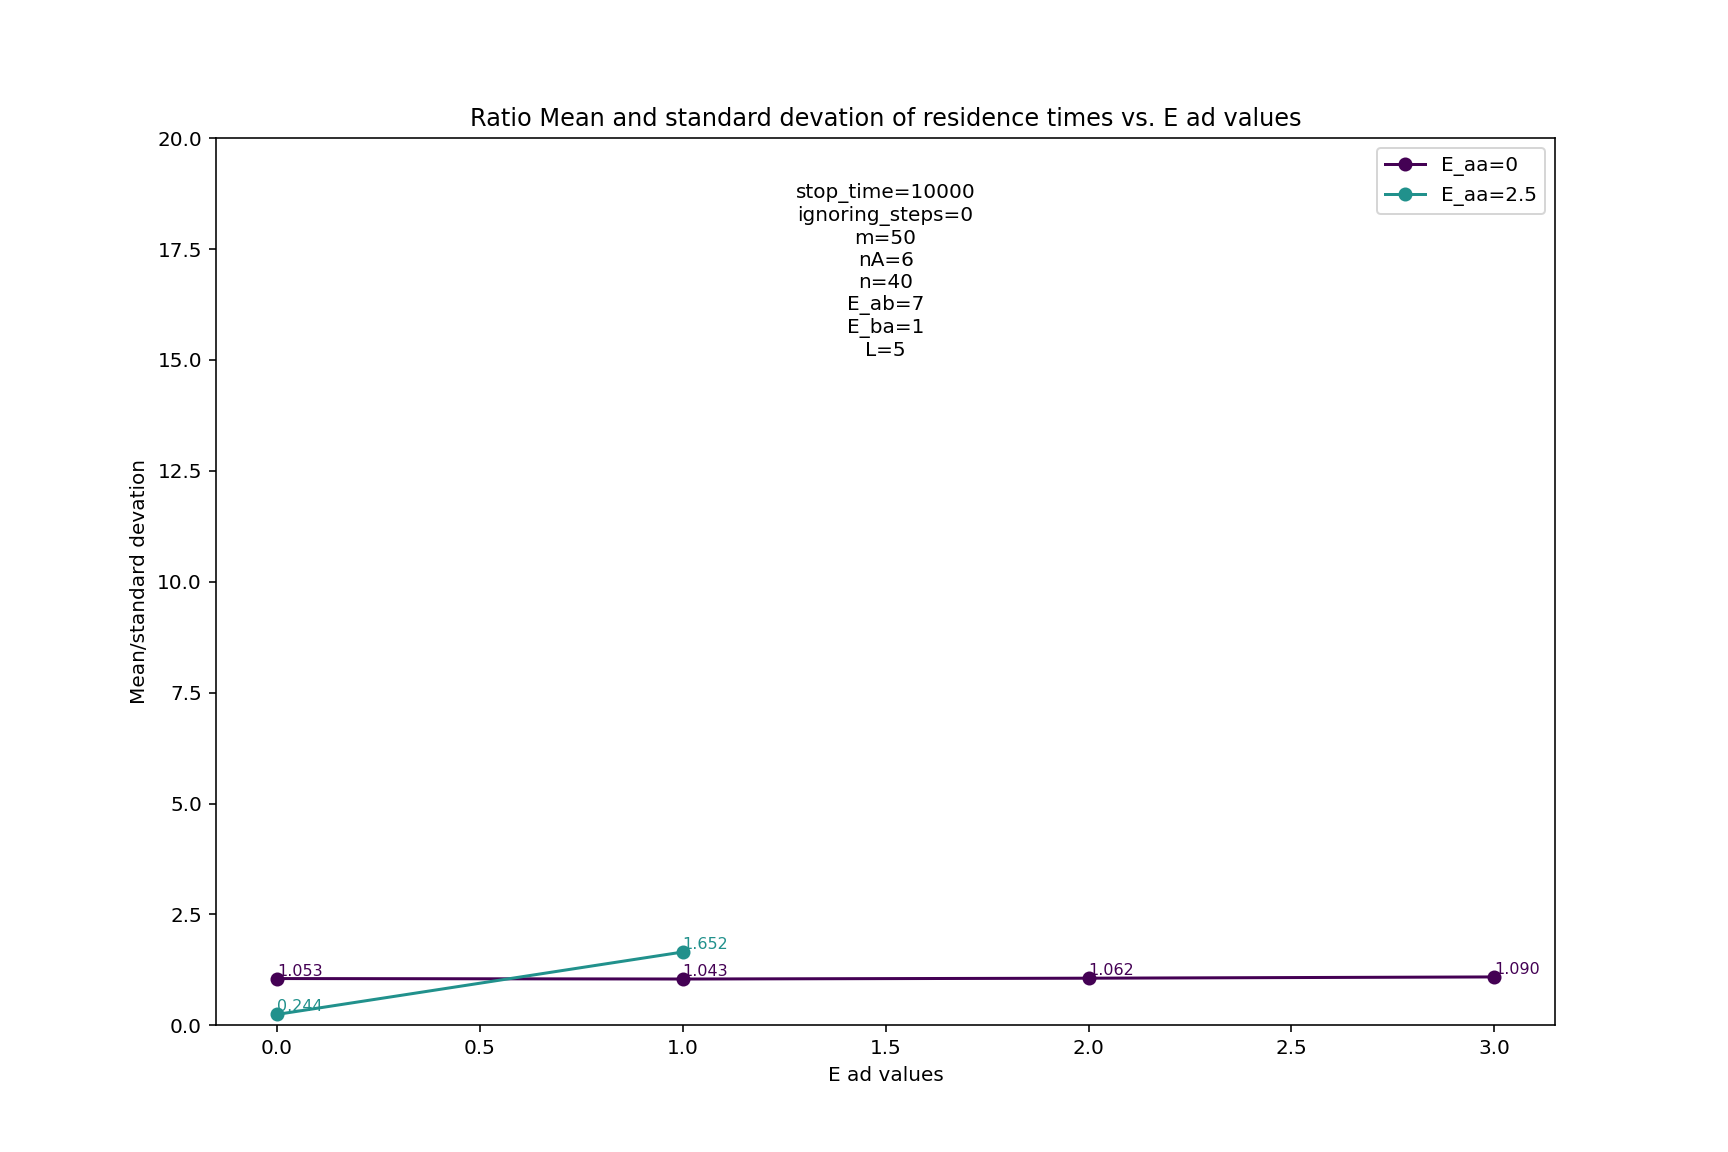 Ratio Mean and standard devation of residence times vs. E ad values
20.0
17.5
15.0
12.5
10.0
7.5
5.0
2.5
0.0
Mean/standard devation
E_aa=0
E_aa=2.5
stop_time=10000
ignoring_steps=0
m=50
nA=6
n=40
E_ab=7
E_ba=1
L=5
1.053
0.244
1.652
1.043
1.062
1.090
0.0 0.5 1.0 1.5 2.0 2.5 3.0
E ad values